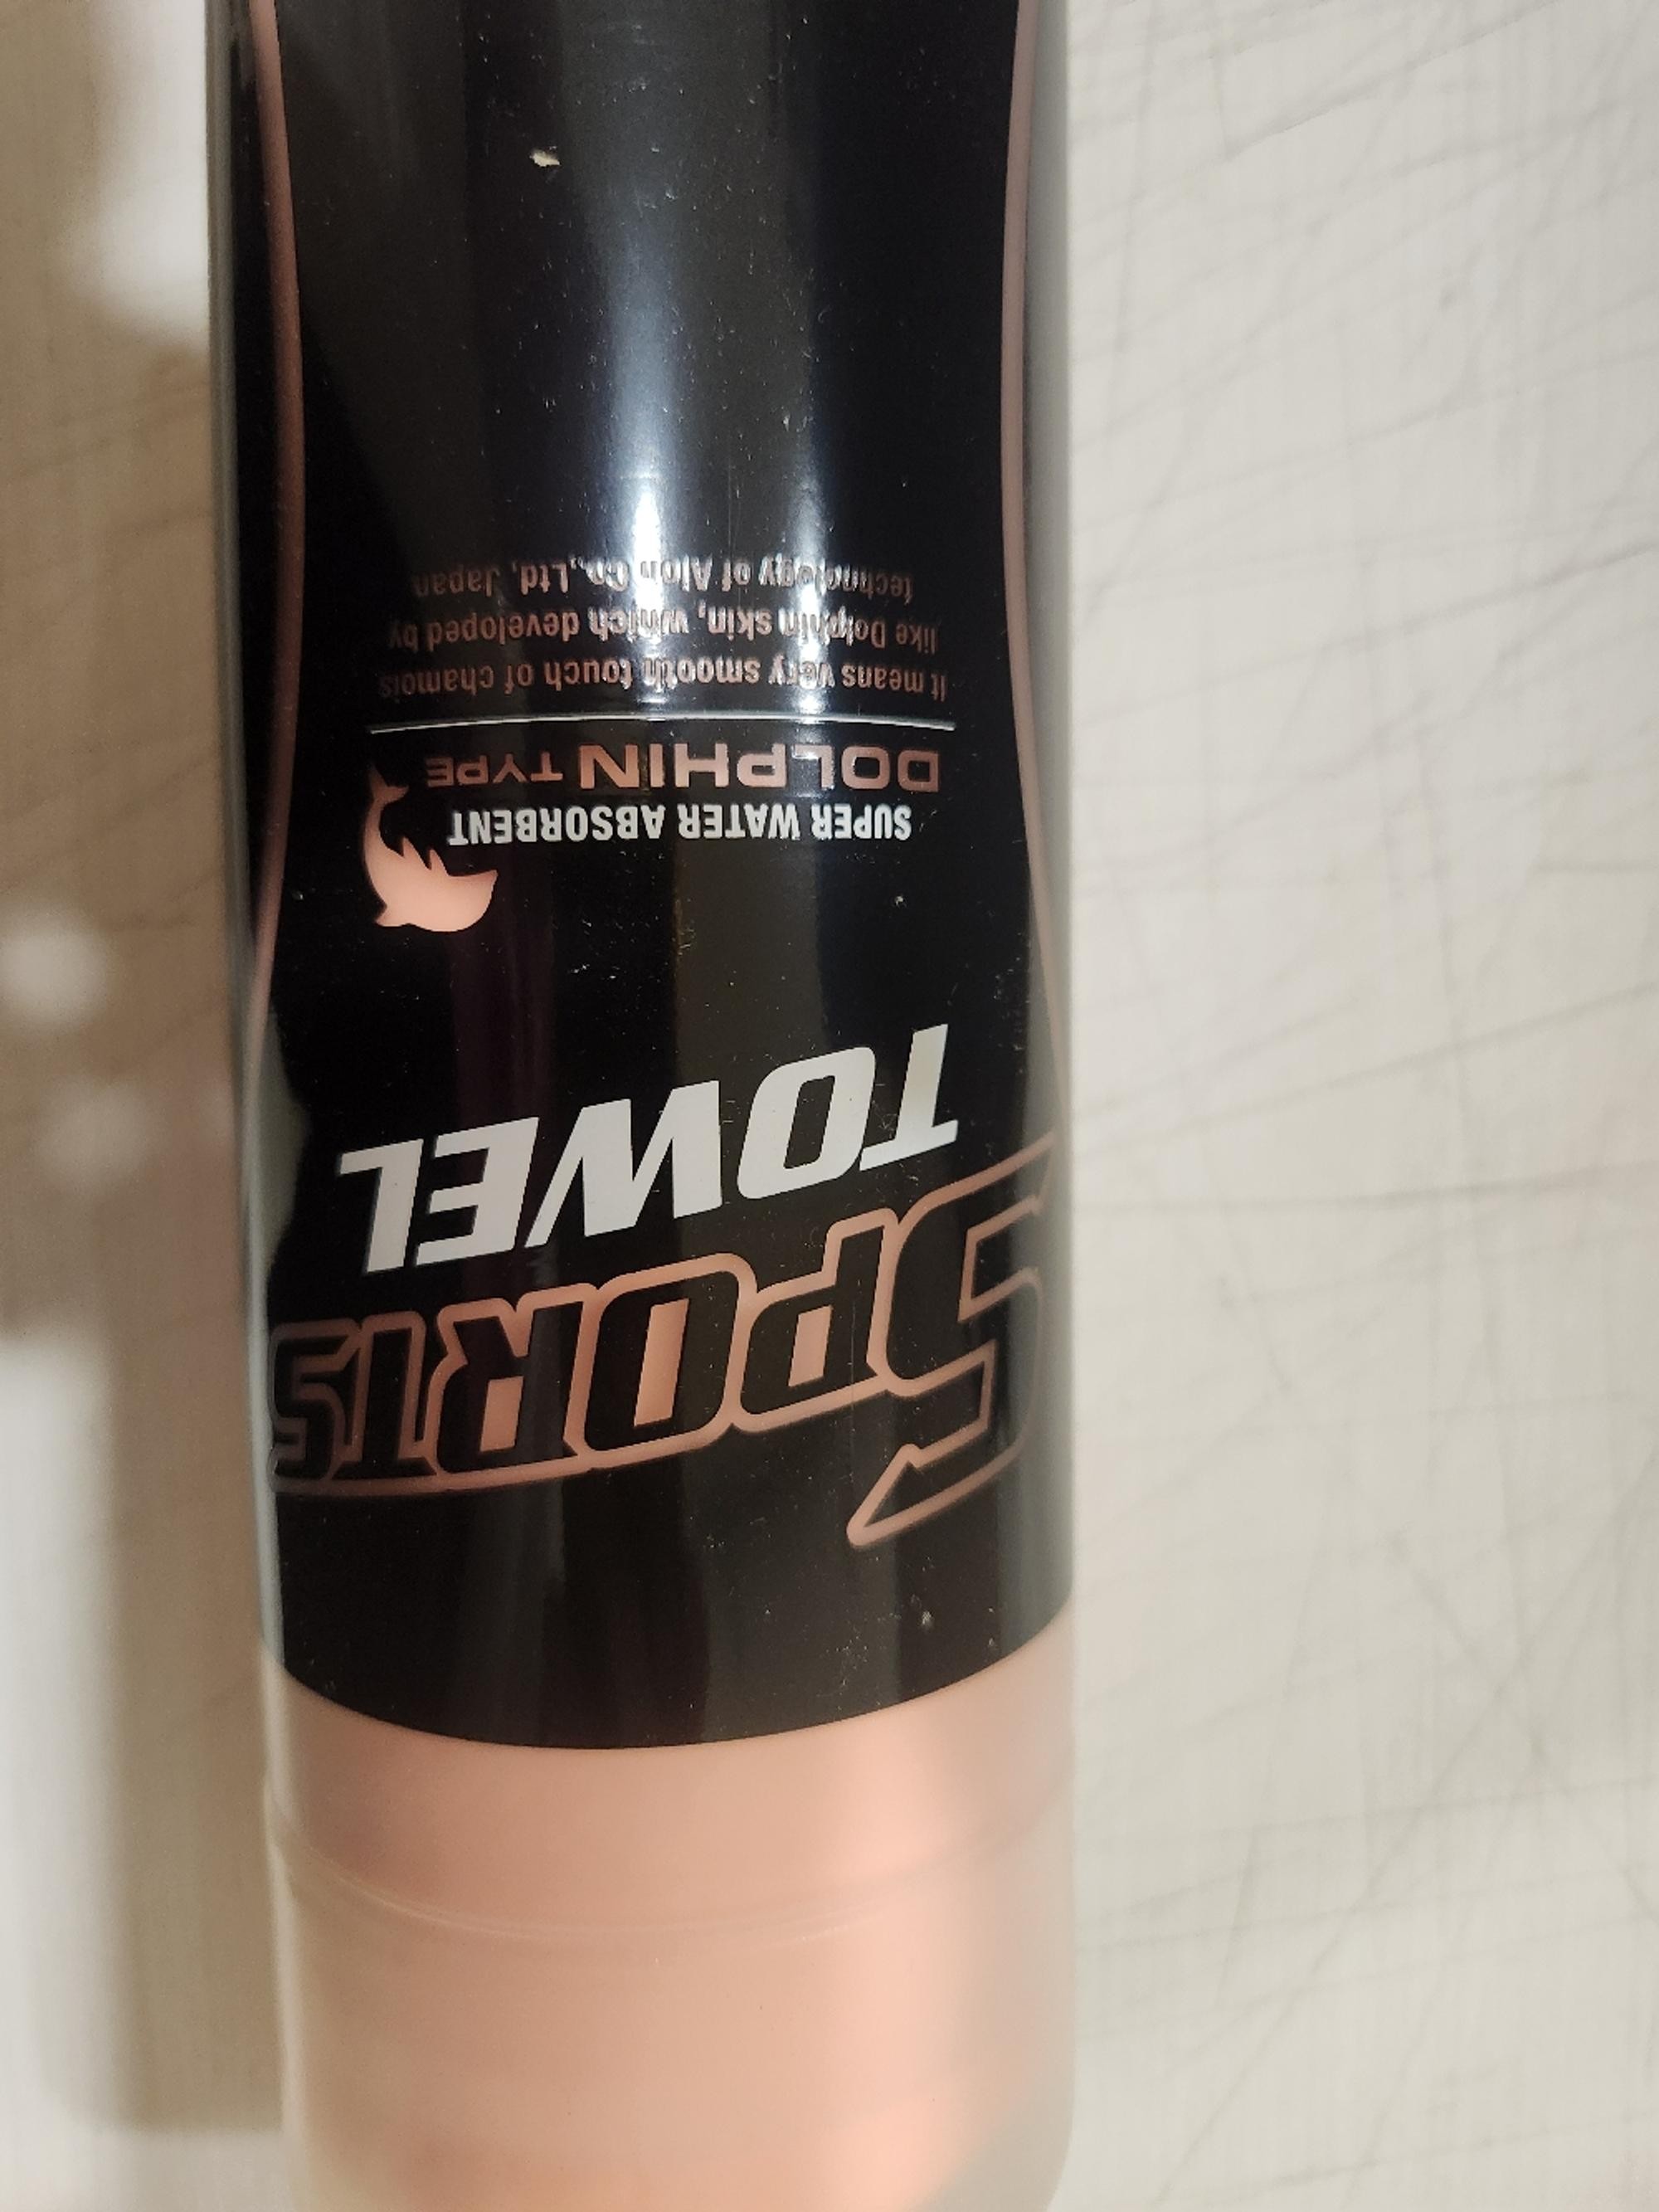 SPORTS
TOWEL
SUPER WATER ABSORBENT
DOLPHIN TYPE
It means very smooth touch of chamois
like Dolphin skin, which developed by
technology of Aion Co., Ltd, Japan